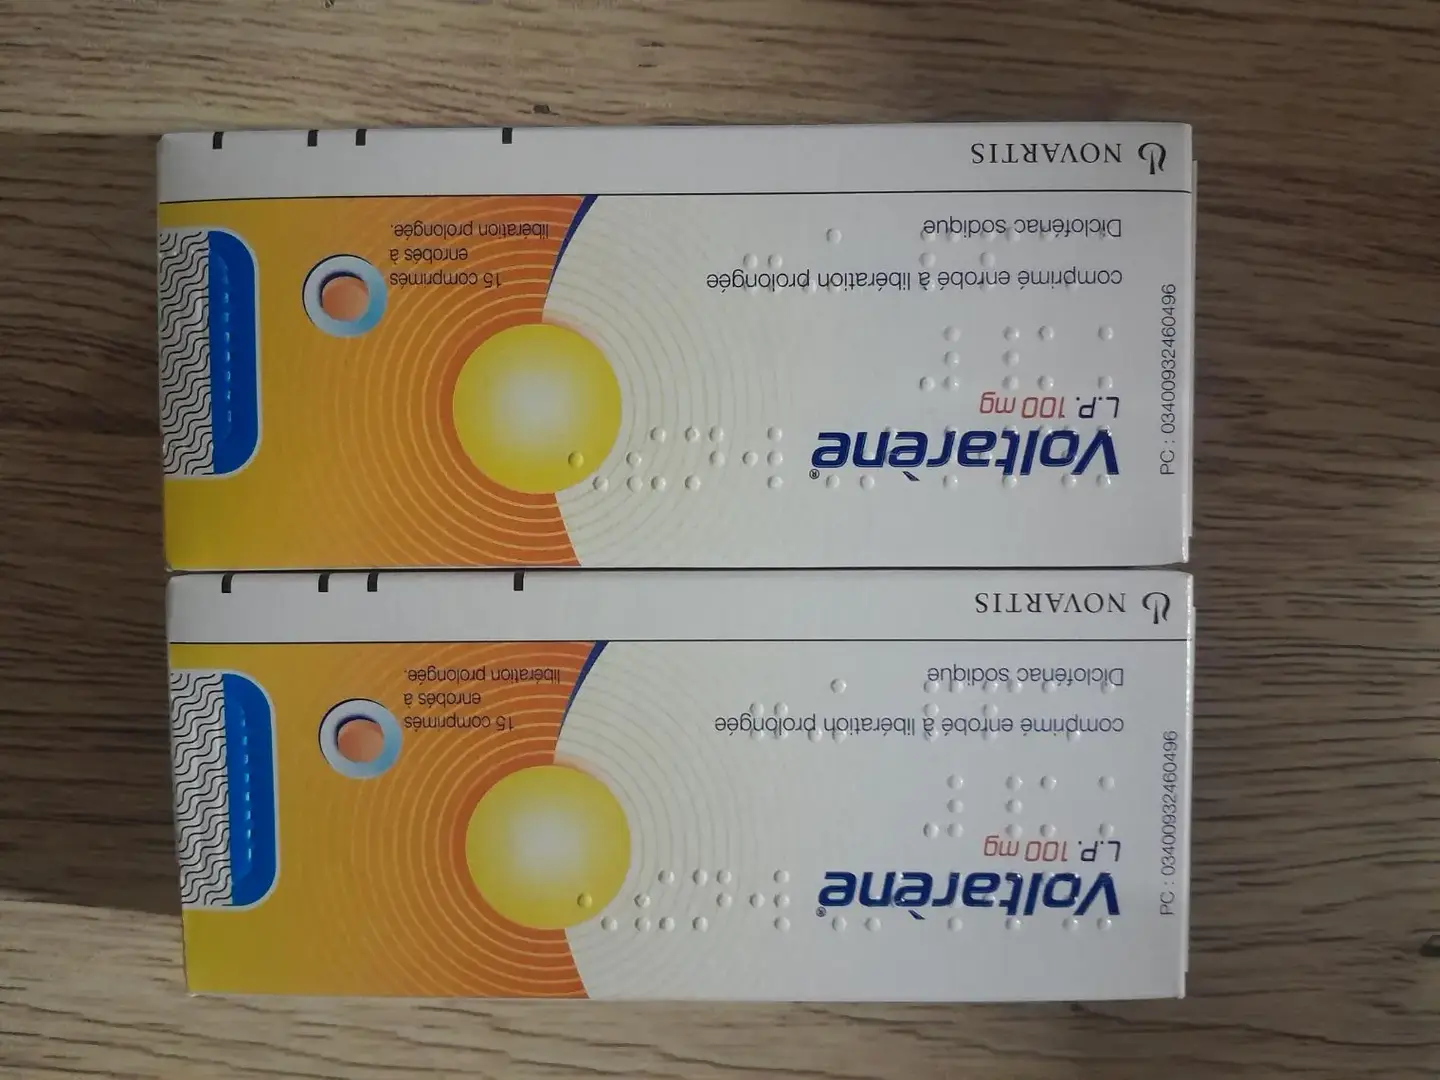 Voltarène®
L.P. 100 mg
comprimé enrobé à libération prolongée
Diclofénac sodique
NOVARTIS
15 comprimés
enrobés à
libération prolongée.
PC : 03400932460496
Voltarène®
L.P. 100 mg
comprimé enrobé à libération prolongée
Diclofénac sodique
NOVARTIS
15 comprimés
enrobés à
libération prolongée.
PC : 03400932460496